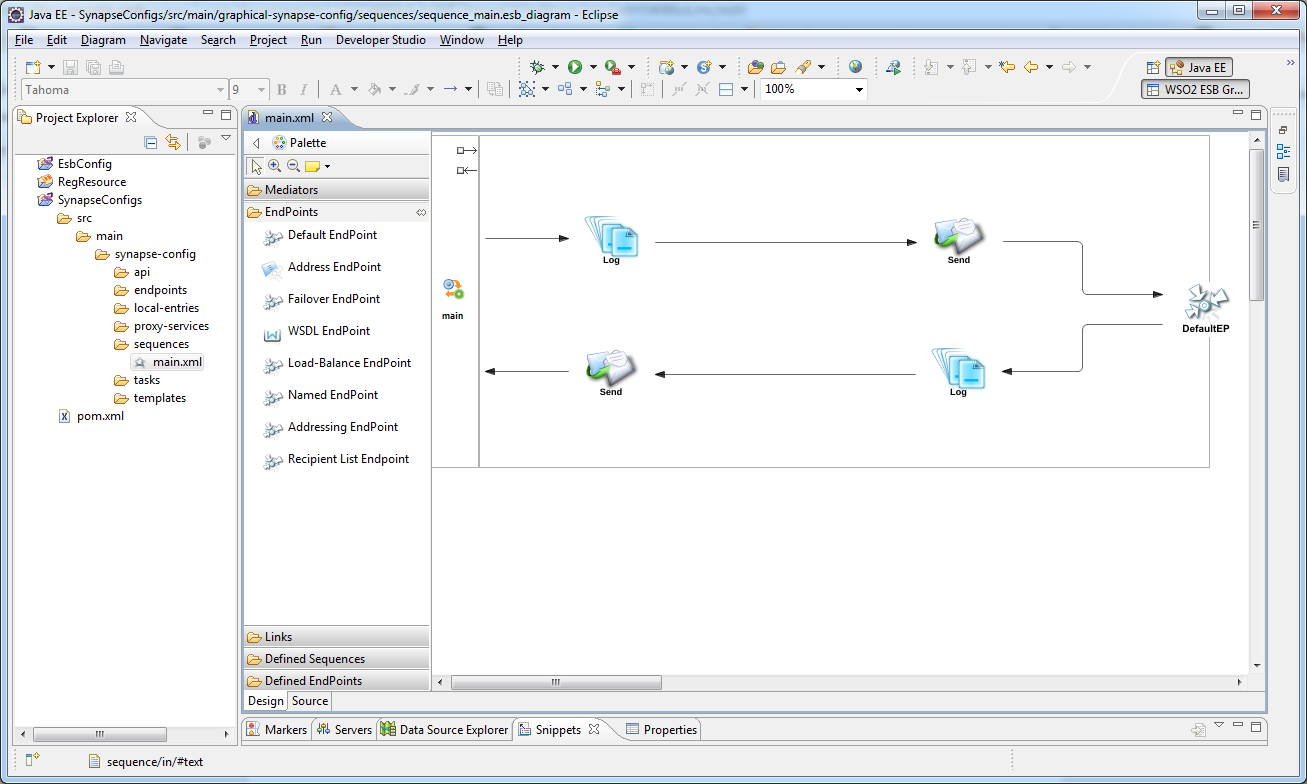 Java EE - SynapseConfigs/src/main/graphical-synapse-config/sequences/sequence_main.esb_diagram - Eclipse
File Edit Diagram Navigate Search Project Run Developer Studio Window Help
Java EE
Tahoma 9 B I A 100% WSO2 ESB Gr...
Project Explorer
EsbConfig
RegResource
SynapseConfigs
src
main
synapse-config
api
endpoints
local-entries
proxy-services
sequences
main.xml
tasks
templates
pom.xml
main.xml
Palette
Mediators
EndPoints
Default EndPoint
Address EndPoint
Failover EndPoint
WSDL EndPoint
Load-Balance EndPoint
Named EndPoint
Addressing EndPoint
Recipient List Endpoint
Links
Defined Sequences
Defined EndPoints
Log
Send
main
DefaultEP
Send
Log
Design Source
Markers Servers Data Source Explorer Snippets Properties
sequence/in/#text